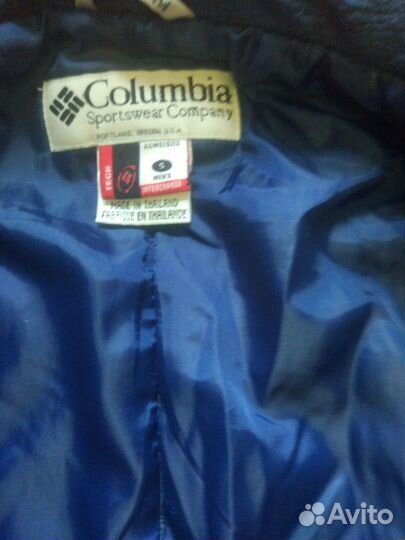 M
Columbia
Sportswear Company
PORTLAND, OREGON U.S.A.
TECH
S
MEN'S
INTERCHANGE
MADE IN THAILAND
FABRIQUE EN THAILANDE
Avito